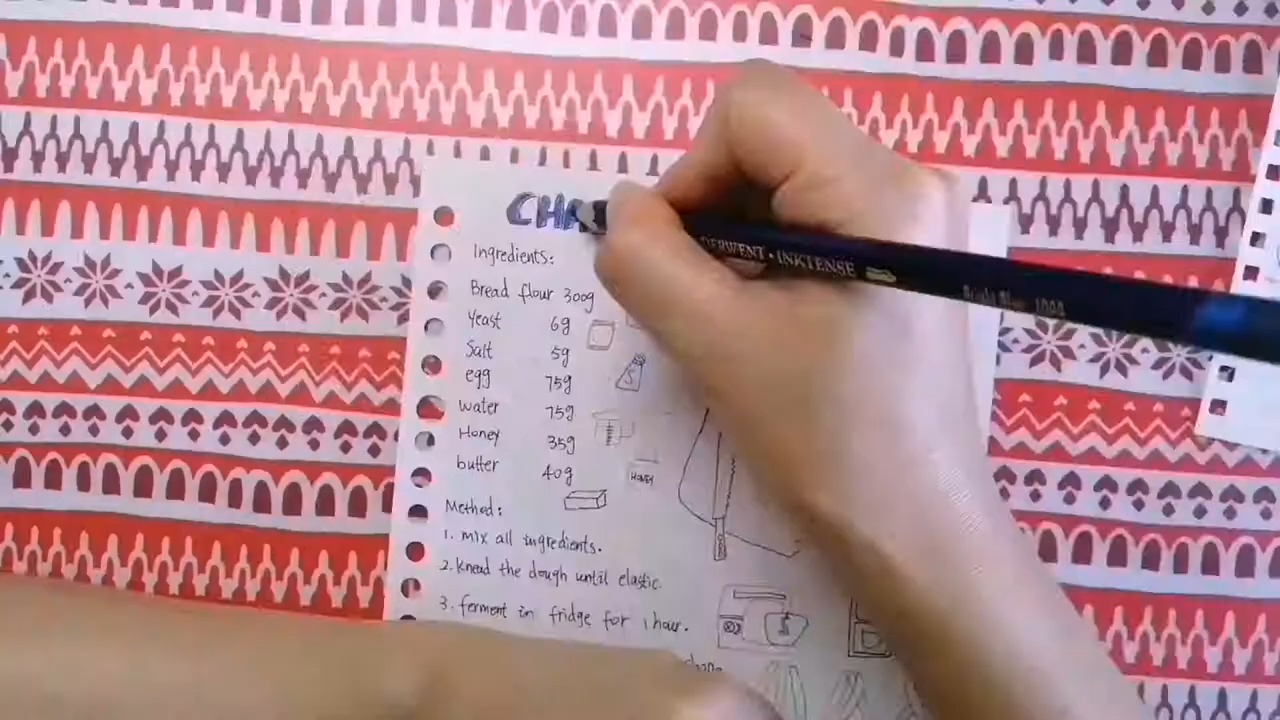 CHA
Ingredients:
Bread flour 300g
Yeast 6g
Salt 5g
egg 75g
water 75g
Honey 35g
butter 40g
HONEY
Method:
1. mix all ingredients.
2. Knead the dough until elastic.
3. ferment in fridge for 1 hour.
DERWENT • INKTENSE